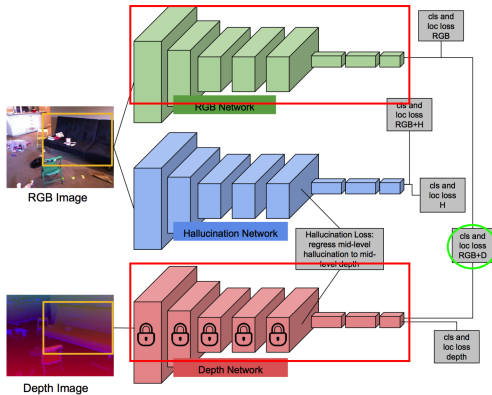 cls and
loc loss
RGB
RGB Network
cls and
loc loss
RGB+H
RGB Image
cls and
loc loss
H
Hallucination Network
Hallucination Loss:
regress mid-level
hallucination to mid-
level depth
cls and
loc loss
RGB+D
cls and
loc loss
depth
Depth Network
Depth Image